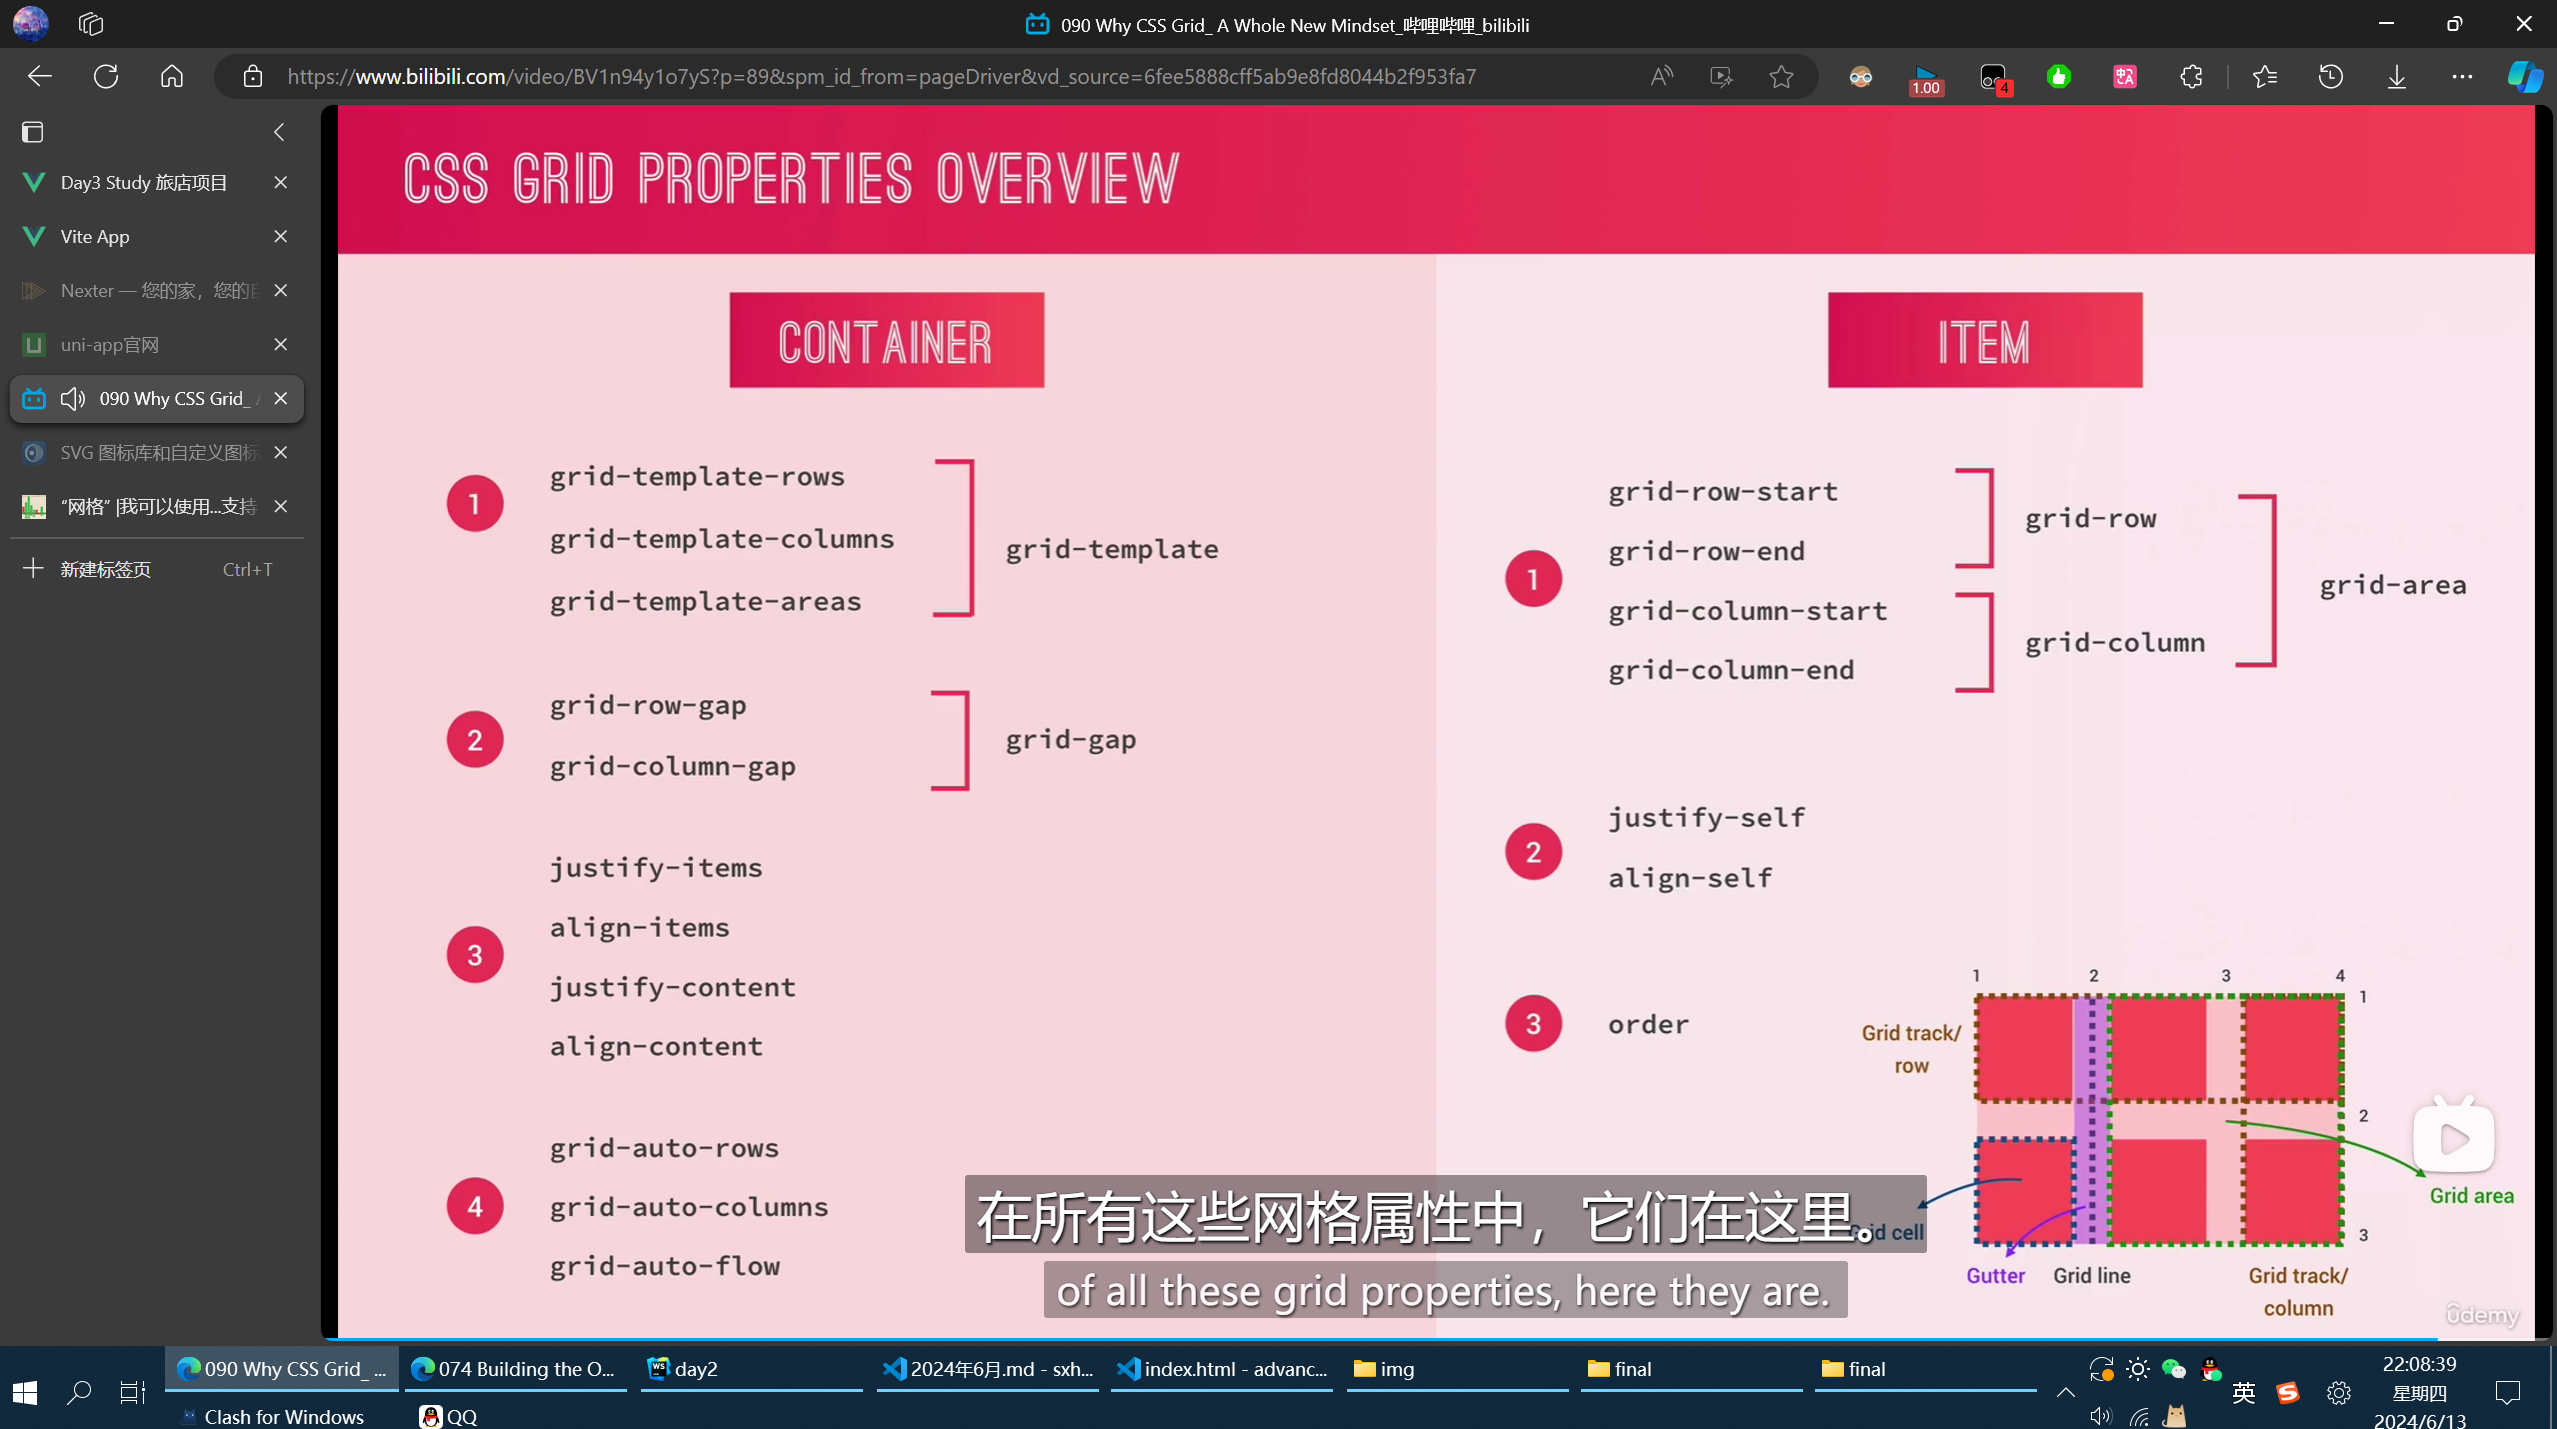 090 Why CSS Grid_ A Whole New Mindset_哔哩哔哩_bilibili
https://www.bilibili.com/video/BV1n94y1o7yS?p=89&spm_id_from=pageDriver&vd_source=6fee5888cff5ab9e8fd8044b2f953fa7
1.00
4
Day3 Study 旅店项目
Vite App
Nexter — 您的家，您的自
uni-app官网
090 Why CSS Grid_ A
SVG 图标库和自定义图标
“网格” |我可以使用...支持
新建标签页 Ctrl+T
CSS GRID PROPERTIES OVERVIEW
CONTAINER
1
grid-template-rows
grid-template-columns
grid-template-areas
grid-template
2
grid-row-gap
grid-column-gap
grid-gap
3
justify-items
align-items
justify-content
align-content
4
grid-auto-rows
grid-auto-columns
grid-auto-flow
ITEM
1
grid-row-start
grid-row-end
grid-column-start
grid-column-end
grid-row
grid-column
grid-area
2
justify-self
align-self
3
order
1 2 3 4
1
2
3
Grid track/
row
Grid area
Grid cell
Gutter
Grid line
Grid track/
column
在所有这些网格属性中，它们在这里。
of all these grid properties, here they are.
ûdemy
090 Why CSS Grid_ ...
074 Building the O...
day2
2024年6月.md - sxh...
index.html - advanc...
img
final
final
Clash for Windows
QQ
英
22:08:39
星期四
2024/6/13